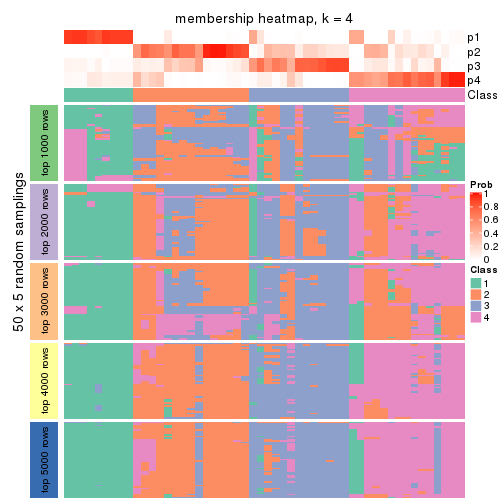 membership heatmap, k = 4
p1
p2
p3
p4
Class
50 x 5 random samplings
top 1000 rows
top 2000 rows
top 3000 rows
top 4000 rows
top 5000 rows
Prob
1
0.8
0.6
0.4
0.2
0
Class
1
2
3
4